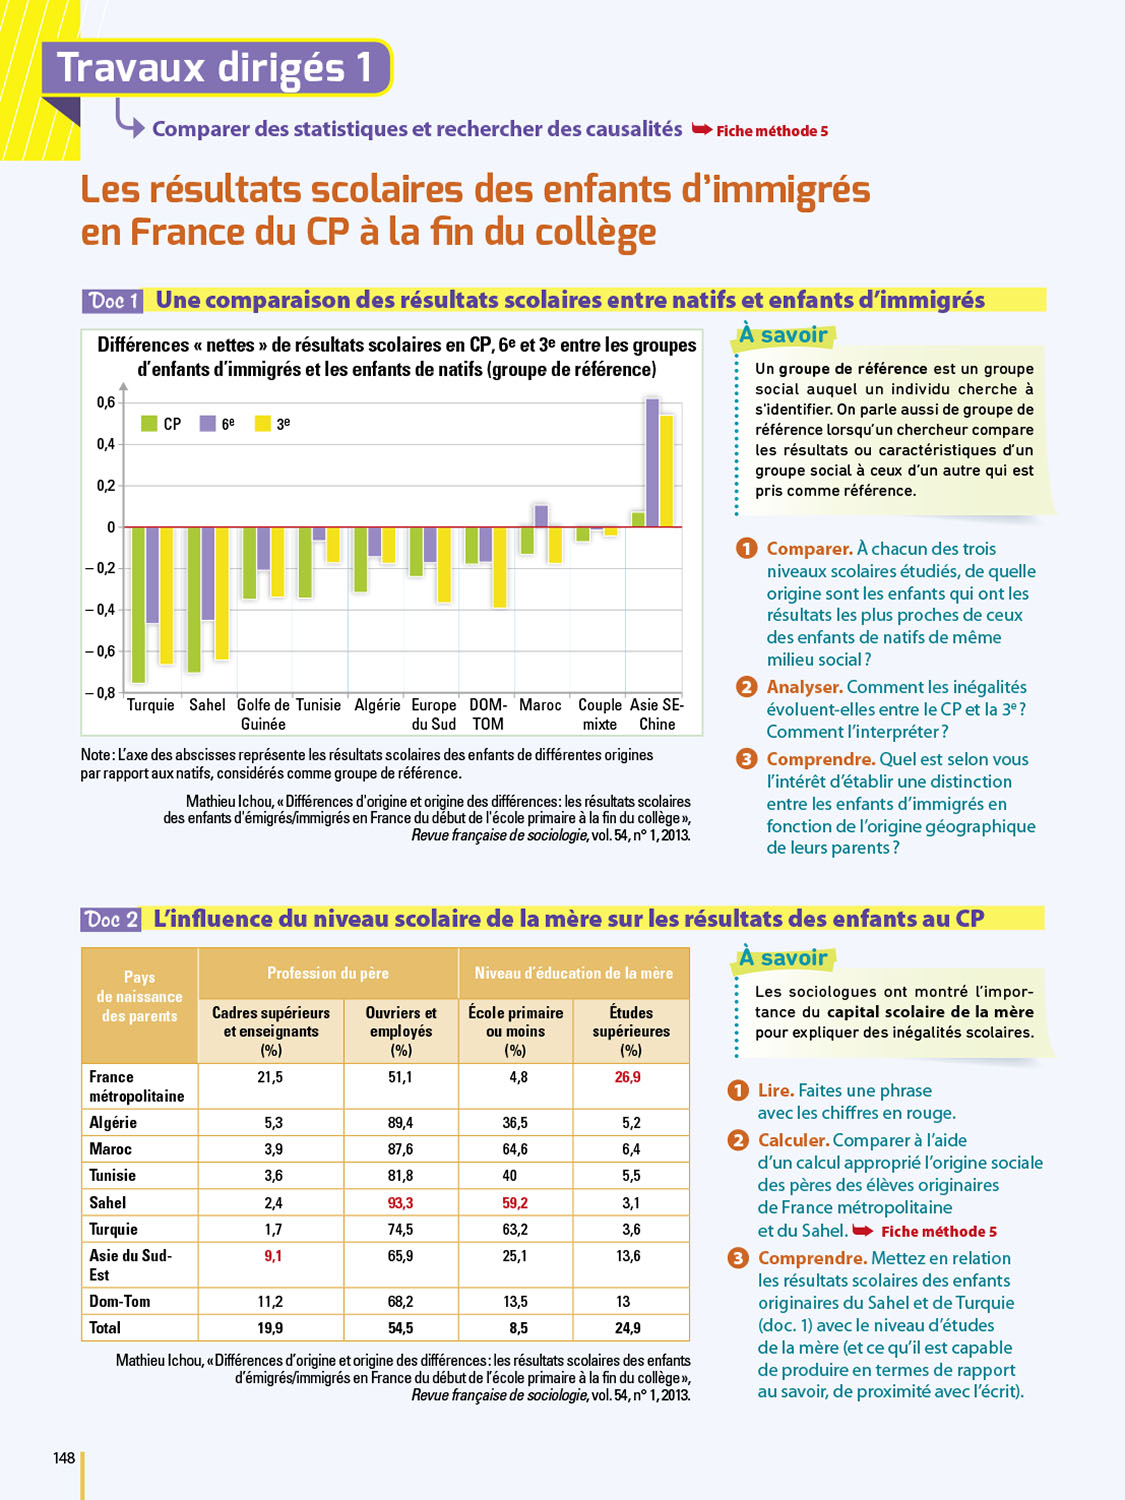 Travaux dirigés 1
Comparer des statistiques et rechercher des causalités ➥ Fiche méthode 5
Les résultats scolaires des enfants d’immigrés
en France du CP à la fin du collège
Doc 1 Une comparaison des résultats scolaires entre natifs et enfants d’immigrés
Différences « nettes » de résultats scolaires en CP, 6e et 3e entre les groupes
d’enfants d’immigrés et les enfants de natifs (groupe de référence)
0,6
CP 6e 3e
0,4
0,2
0
– 0,2
– 0,4
– 0,6
– 0,8
Turquie Sahel Golfe de Tunisie Algérie Europe DOM- Maroc Couple Asie SE-
Guinée du Sud TOM mixte Chine
Note : L’axe des abscisses représente les résultats scolaires des enfants de différentes origines
par rapport aux natifs, considérés comme groupe de référence.
Mathieu Ichou, « Différences d'origine et origine des différences : les résultats scolaires
des enfants d'émigrés/immigrés en France du début de l'école primaire à la fin du collège »,
Revue française de sociologie, vol. 54, n° 1, 2013.
À savoir
Un groupe de référence est un groupe
social auquel un individu cherche à
s’identifier. On parle aussi de groupe de
référence lorsqu’un chercheur compare
les résultats ou caractéristiques d’un
groupe social à ceux d’un autre qui est
pris comme référence.
1 Comparer. À chacun des trois
niveaux scolaires étudiés, de quelle
origine sont les enfants qui ont les
résultats les plus proches de ceux
des enfants de natifs de même
milieu social ?
2 Analyser. Comment les inégalités
évoluent-elles entre le CP et la 3e ?
Comment l’interpréter ?
3 Comprendre. Quel est selon vous
l’intérêt d’établir une distinction
entre les enfants d’immigrés en
fonction de l’origine géographique
de leurs parents ?
Doc 2 L’influence du niveau scolaire de la mère sur les résultats des enfants au CP
Pays
de naissance
des parents
Profession du père Niveau d’éducation de la mère
Cadres supérieurs Ouvriers et École primaire Études
et enseignants employés ou moins supérieures
(%) (%) (%) (%)
France 21,5 51,1 4,8 26,9
métropolitaine
Algérie 5,3 89,4 36,5 5,2
Maroc 3,9 87,6 64,6 6,4
Tunisie 3,6 81,8 40 5,5
Sahel 2,4 93,3 59,2 3,1
Turquie 1,7 74,5 63,2 3,6
Asie du Sud- 9,1 65,9 25,1 13,6
Est
Dom-Tom 11,2 68,2 13,5 13
Total 19,9 54,5 8,5 24,9
Mathieu Ichou, « Différences d’origine et origine des différences : les résultats scolaires des enfants
d’émigrés/immigrés en France du début de l’école primaire à la fin du collège »,
Revue française de sociologie, vol. 54, n° 1, 2013.
À savoir
Les sociologues ont montré l’impor-
tance du capital scolaire de la mère
pour expliquer des inégalités scolaires.
1 Lire. Faites une phrase
avec les chiffres en rouge.
2 Calculer. Comparer à l’aide
d’un calcul approprié l’origine sociale
des pères des élèves originaires
de France métropolitaine
et du Sahel. ➥ Fiche méthode 5
3 Comprendre. Mettez en relation
les résultats scolaires des enfants
originaires du Sahel et de Turquie
(doc. 1) avec le niveau d’études
de la mère (et ce qu’il est capable
de produire en termes de rapport
au savoir, de proximité avec l’écrit).
148